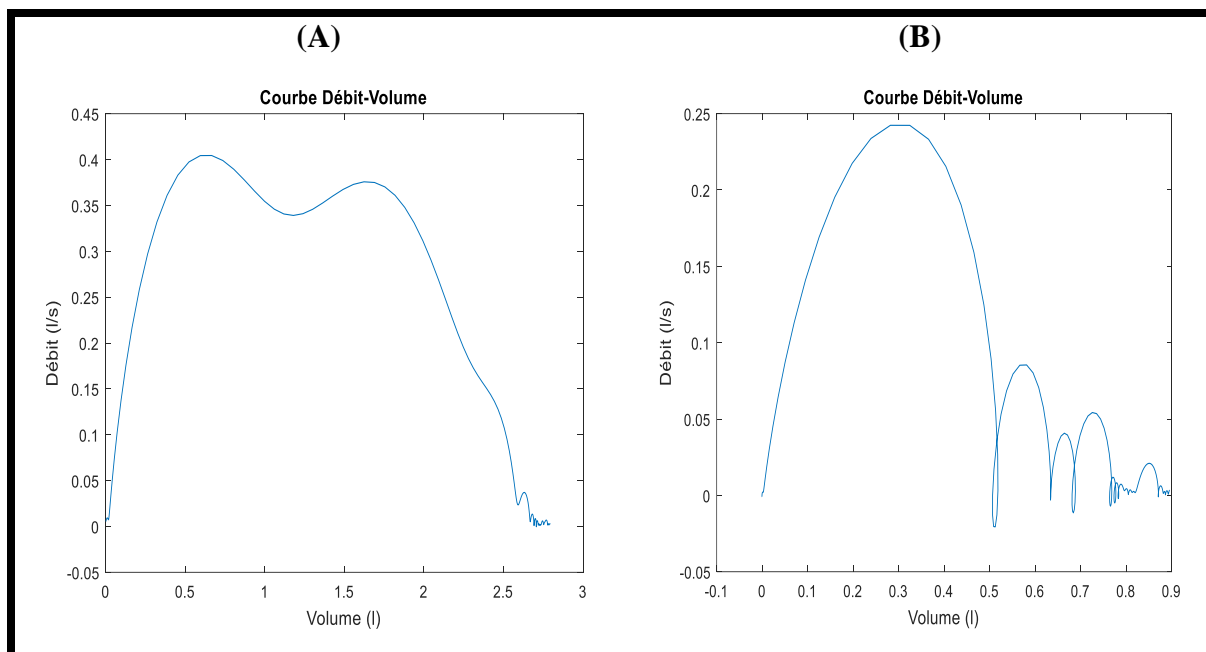 (A)
Courbe Débit-Volume
0.45
0.4
0.35
0.3
0.25
0.2
0.15
0.1
0.05
0
-0.05
Débit (l/s)
0 0.5 1 1.5 2 2.5 3
Volume (l)
(B)
Courbe Débit-Volume
0.25
0.2
0.15
0.1
0.05
0
-0.05
Débit (l/s)
-0.1 0 0.1 0.2 0.3 0.4 0.5 0.6 0.7 0.8 0.9
Volume (l)